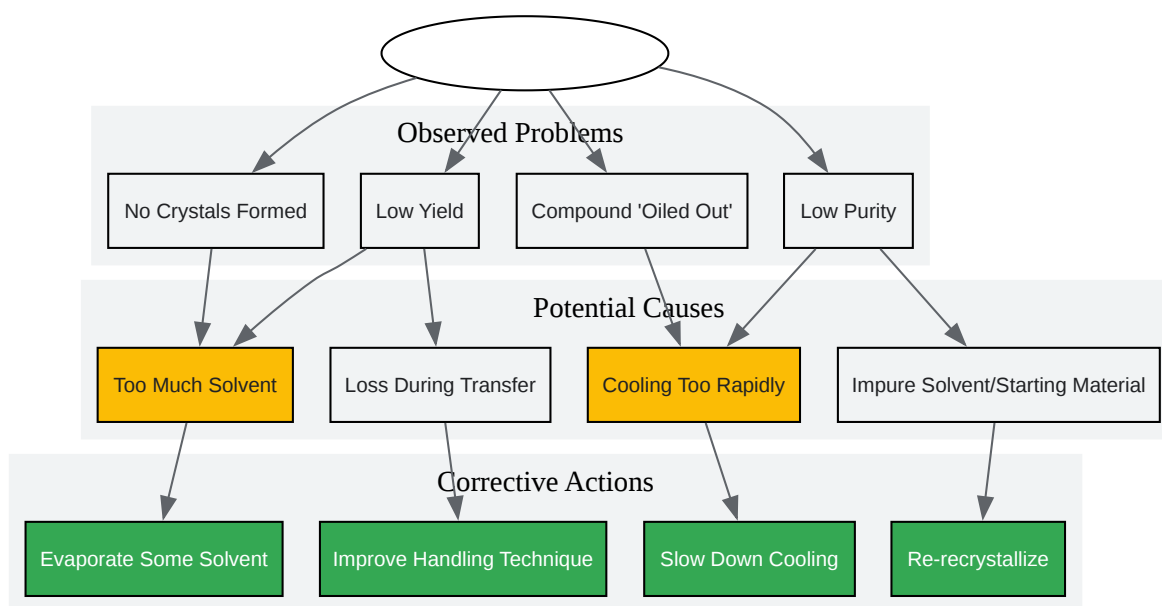 Observed Problems
No Crystals Formed
Low Yield
Compound 'Oiled Out'
Low Purity
Potential Causes
Too Much Solvent
Loss During Transfer
Cooling Too Rapidly
Impure Solvent/Starting Material
Corrective Actions
Evaporate Some Solvent
Improve Handling Technique
Slow Down Cooling
Re-recrystallize